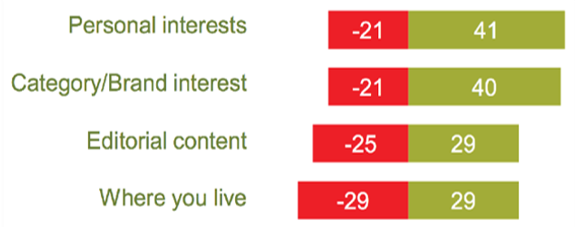 Personal interests -21 41
Category/Brand interest -21 40
Editorial content -25 29
Where you live -29 29